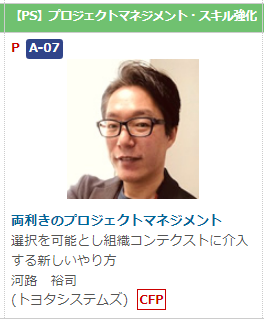 【PS】プロジェクトマネジメント・スキル強化
P A-07
両利きのプロジェクトマネジメント
選択を可能とし組織コンテクストに介入
する新しいやり方
河路　裕司
(トヨタシステムズ) CFP